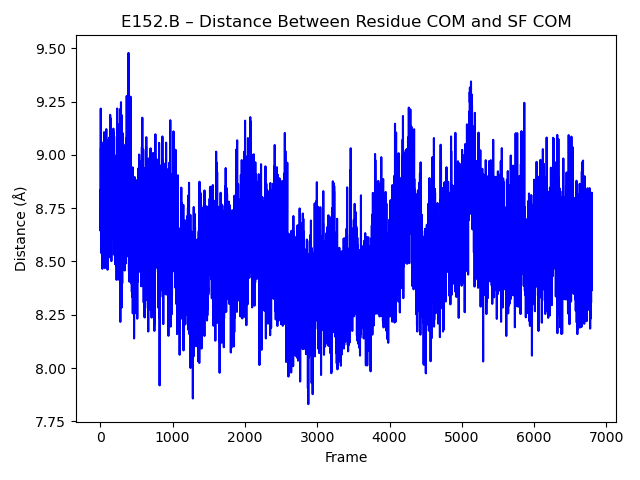 E152.B – Distance Between Residue COM and SF COM
9.50
9.25
9.00
8.75
8.50
8.25
8.00
7.75
Distance (Å)
0 1000 2000 3000 4000 5000 6000 7000
Frame